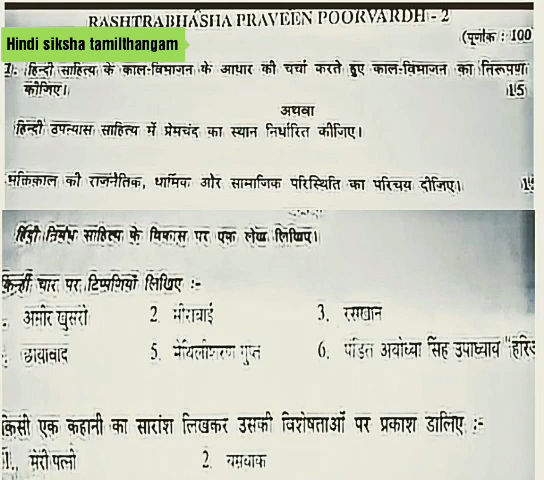 RASHTRABHASHA PRAVEEN POORVARDH - 2
Hindi siksha tamilthangam
(पूर्णांक : 100
1. हिन्दी साहित्य के काल-विभाजन के आधार की चर्चा करते हुए काल-विभाजन का निरूपण
कीजिए। 15
अथवा
हिन्दी उपन्यास साहित्य में प्रेमचंद का स्थान निर्धारित कीजिए।
भक्तिकाल की राजनैतिक, धार्मिक और सामाजिक परिस्थिति का परिचय दीजिए।
हिंदी निबंध साहित्य के विकास पर एक लेख लिखिए।
किन्हीं चार पर टिप्पणियाँ लिखिए :-
अमीर खुसरो 2. मीराबाई 3. रसखान
छायावाद 5. मैथिलीशरण गुप्त 6. पंडित अयोध्या सिंह उपाध्याय
किसी एक कहानी का सारांश लिखकर उसकी विशेषताओं पर प्रकाश डालिए :-
1. मेरी पत्नी 2.